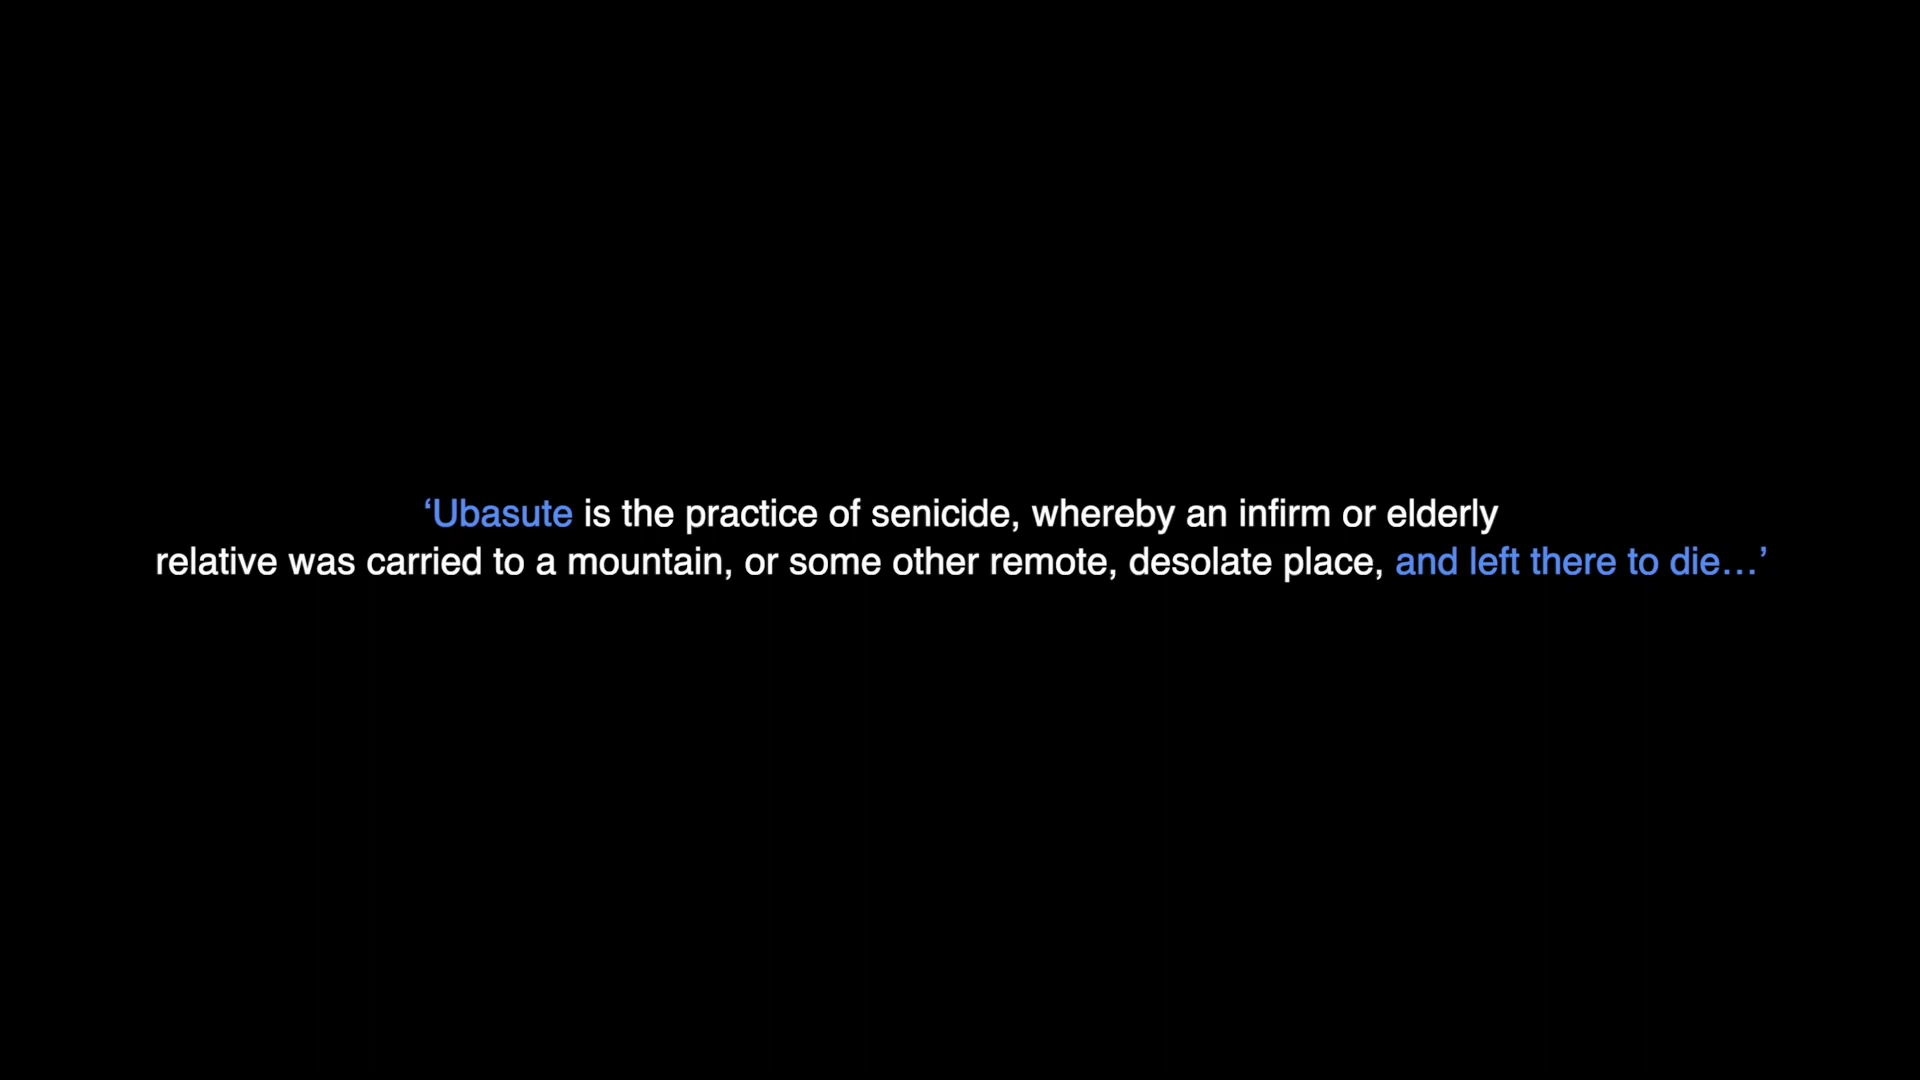 ‘Ubasute is the practice of senicide, whereby an infirm or elderly
relative was carried to a mountain, or some other remote, desolate place, and left there to die…’